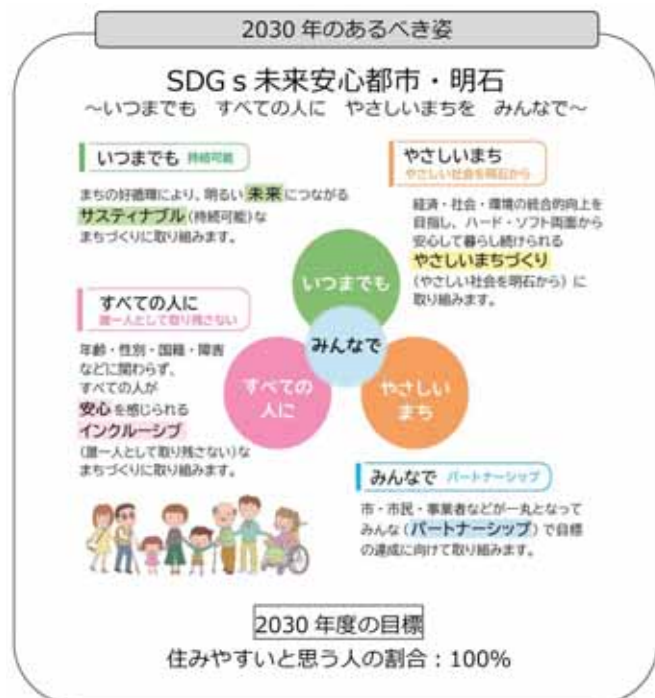 2030 年のあるべき姿
SDGｓ未来安心都市・明石
～いつまでも　すべての人に　やさしいまちを　みんなで～
いつまでも 持続可能
まちの好循環により、明るい未来につながる
サスティナブル(持続可能)な
まちづくりに取り組みます。
やさしいまち
やさしい社会を明石から
経済・社会・環境の統合的向上を
目指し、ハード・ソフト両面から
安心して暮らし続けられる
やさしいまちづくり
(やさしい社会を明石から)に
取り組みます。
すべての人に
誰一人として取り残さない
年齢・性別・国籍・障害
などに関わらず、
すべての人が
安心を感じられる
インクルーシブ
(誰一人として取り残さない)な
まちづくりに取り組みます。
いつまでも
みんなで
すべての
人に
やさしい
まち
みんなで パートナーシップ
市・市民・事業者などが一丸となって
みんな(パートナーシップ)で目標
の達成に向けて取り組みます。
2030 年度の目標
住みやすいと思う人の割合：100%